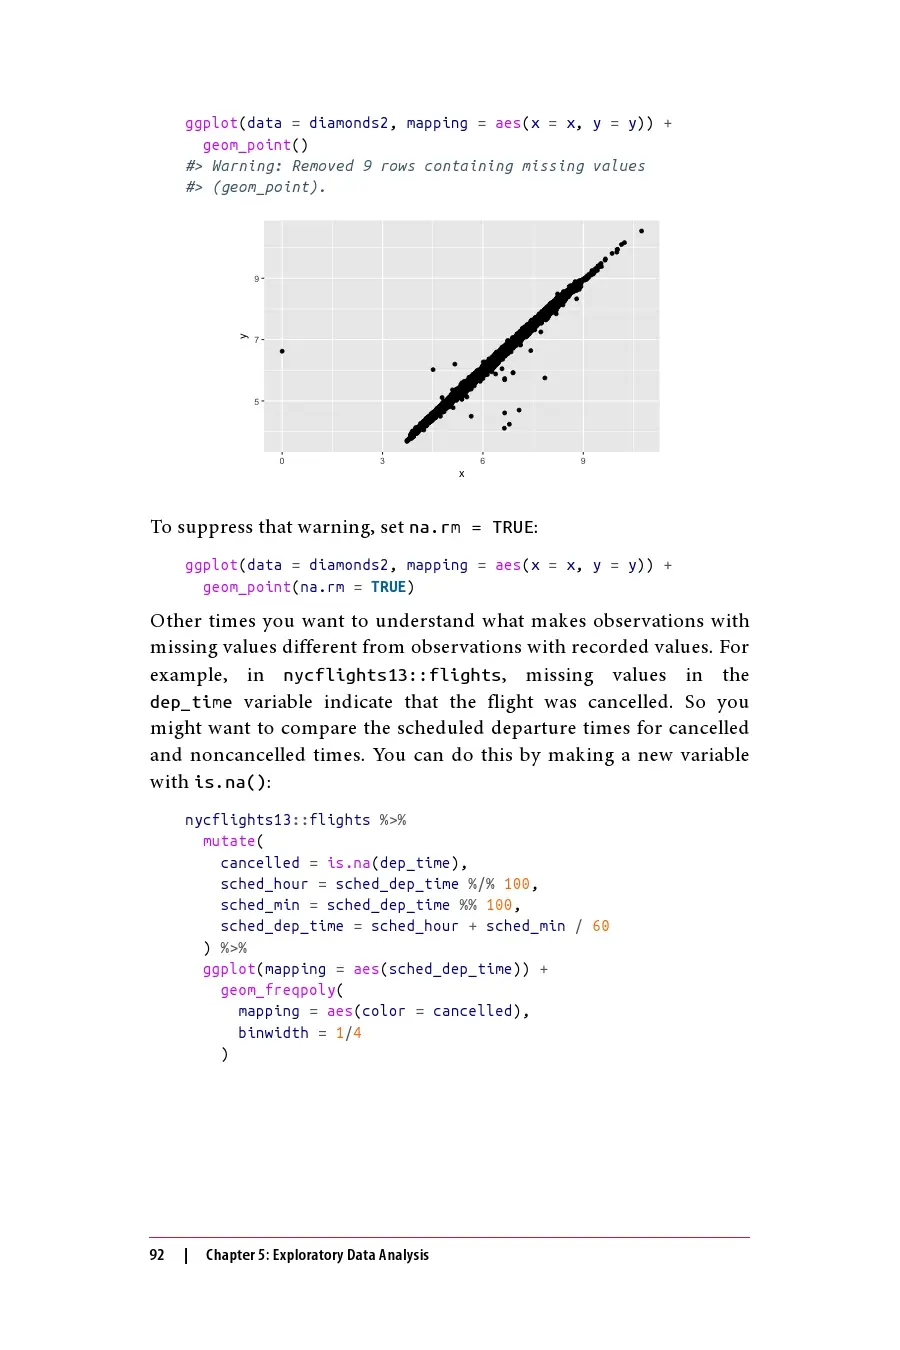 ggplot(data = diamonds2, mapping = aes(x = x, y = y)) +
  geom_point()
#> Warning: Removed 9 rows containing missing values
#> (geom_point).
9
7
5
y
0 3 6 9
x
To suppress that warning, set na.rm = TRUE:
ggplot(data = diamonds2, mapping = aes(x = x, y = y)) +
  geom_point(na.rm = TRUE)
Other times you want to understand what makes observations with
missing values different from observations with recorded values. For
example, in nycflights13::flights, missing values in the
dep_time variable indicate that the flight was cancelled. So you
might want to compare the scheduled departure times for cancelled
and noncancelled times. You can do this by making a new variable
with is.na():
nycflights13::flights %>%
  mutate(
    cancelled = is.na(dep_time),
    sched_hour = sched_dep_time %/% 100,
    sched_min = sched_dep_time %% 100,
    sched_dep_time = sched_hour + sched_min / 60
  ) %>%
  ggplot(mapping = aes(sched_dep_time)) +
    geom_freqpoly(
      mapping = aes(color = cancelled),
      binwidth = 1/4
    )
92 | Chapter 5: Exploratory Data Analysis